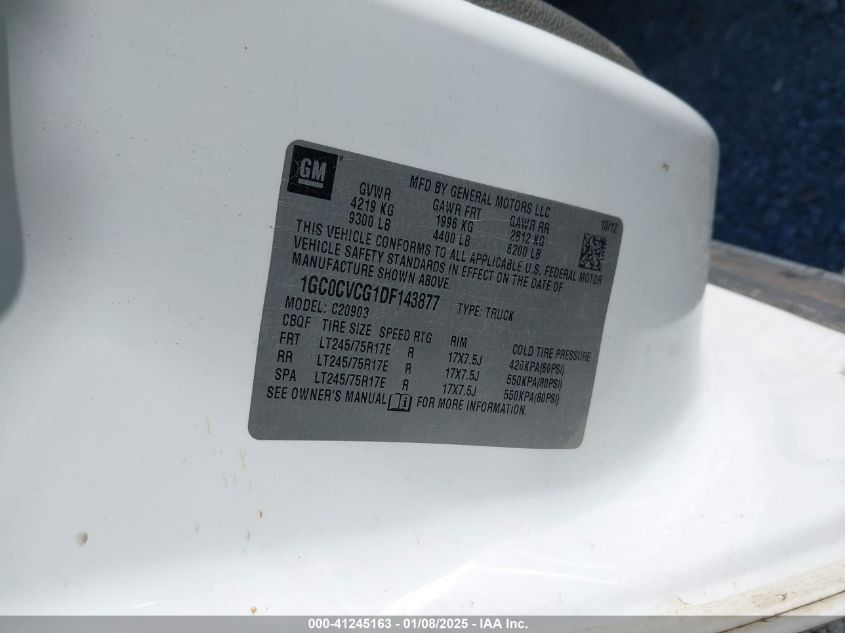 GM
MFD BY GENERAL MOTORS LLC
10/12
GVWR GAWR FRT GAWR RR
4219 KG 1996 KG 2812 KG
9300 LB 4400 LB 6200 LB
THIS VEHICLE CONFORMS TO ALL APPLICABLE U.S. FEDERAL MOTOR
VEHICLE SAFETY STANDARDS IN EFFECT ON THE DATE OF
MANUFACTURE SHOWN ABOVE.
1GC0CVCG1DF143877 TYPE: TRUCK
MODEL: C20903
CBQF TIRE SIZE SPEED RTG RIM COLD TIRE PRESSURE
FRT LT245/75R17E R 17X7.5J 420KPA(60PSI)
RR LT245/75R17E R 17X7.5J 550KPA(80PSI)
SPA LT245/75R17E R 17X7.5J 550KPA(80PSI)
SEE OWNER'S MANUAL FOR MORE INFORMATION.
000-41245163 - 01/08/2025 - IAA Inc.